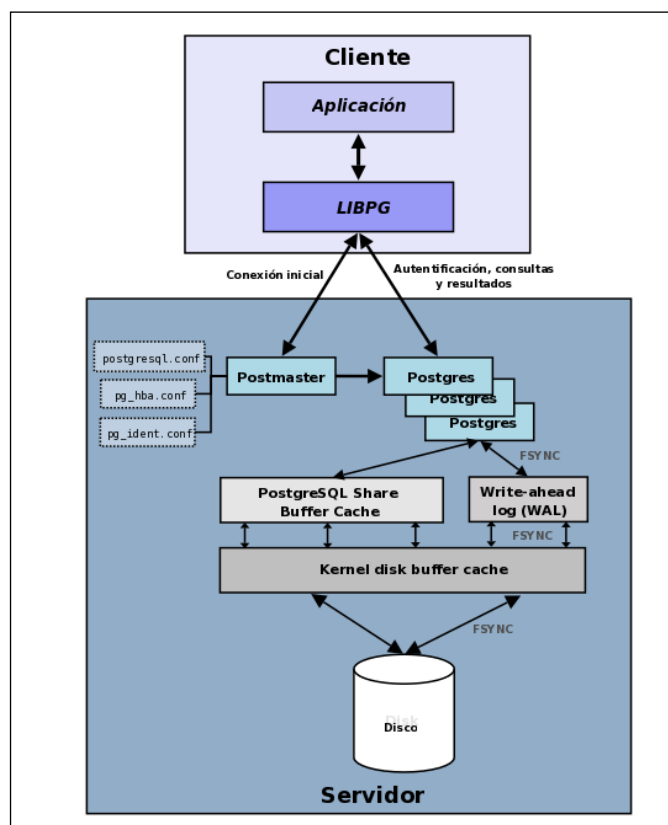 Cliente
Aplicación
LIBPG
Conexión inicial
Autentificación, consultas
y resultados
postgresql.conf
pg_hba.conf
pg_ident.conf
Postmaster
Postgres
Postgres
Postgres
FSYNC
PostgreSQL Share
Buffer Cache
Write-ahead
log (WAL)
FSYNC
Kernel disk buffer cache
FSYNC
Disk
Disco
Servidor